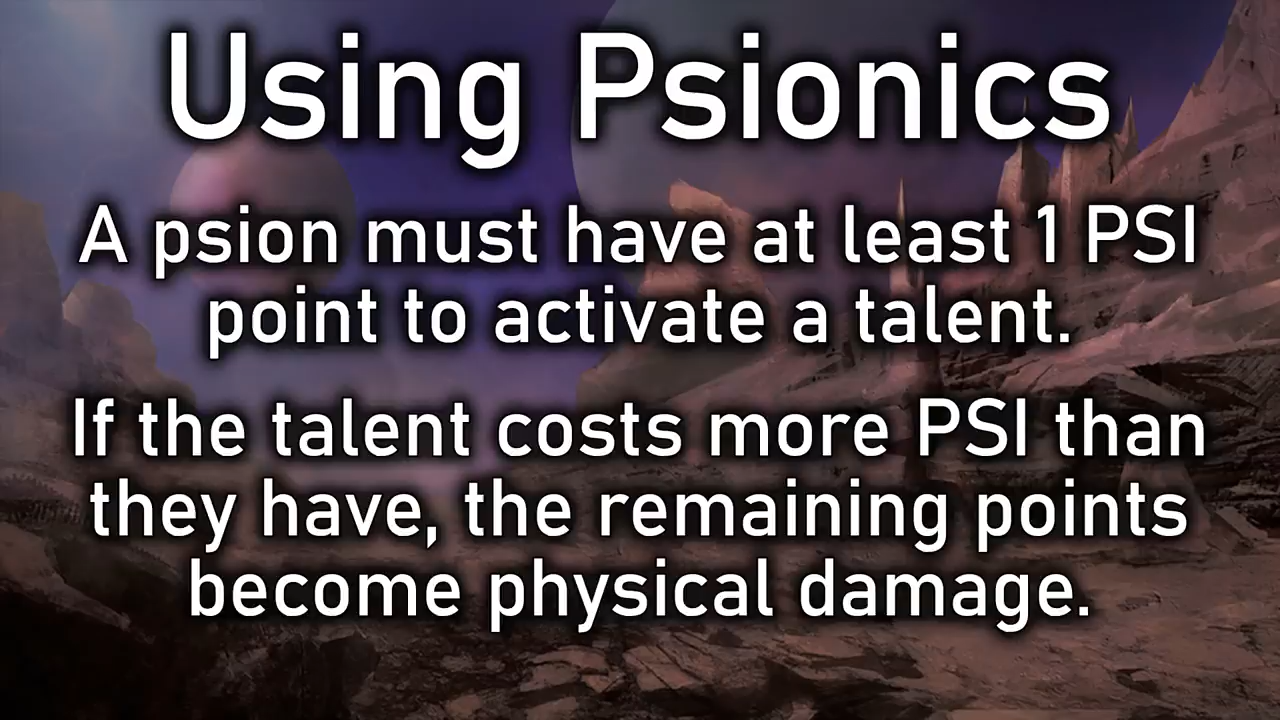 Using Psionics
A psion must have at least 1 PSI
point to activate a talent.
If the talent costs more PSI than
they have, the remaining points
become physical damage.